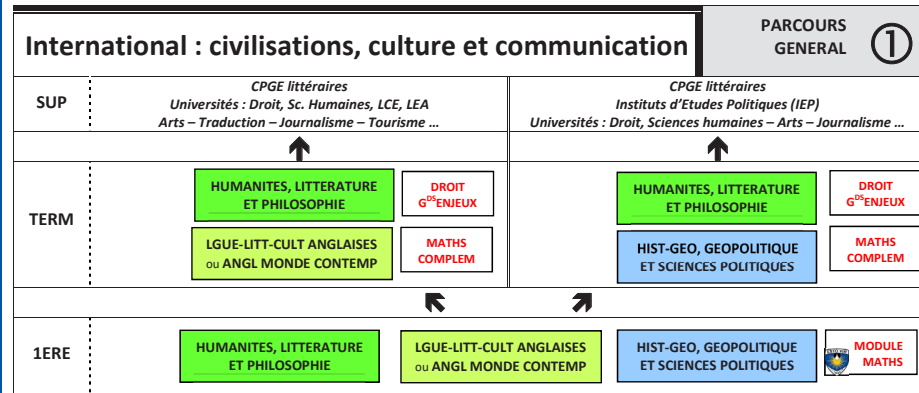 International : civilisations, culture et communication
PARCOURS
GENERAL
①
SUP
CPGE littéraires
Universités : Droit, Sc. Humaines, LCE, LEA
Arts – Traduction – Journalisme – Tourisme …
CPGE littéraires
Instituts d'Etudes Politiques (IEP)
Universités : Droit, Sciences humaines – Arts – Journalisme …
TERM
HUMANITES, LITTERATURE
ET PHILOSOPHIE
DROIT
GDSENJEUX
LGUE-LITT-CULT ANGLAISES
ou ANGL MONDE CONTEMP
MATHS
COMPLEM
HUMANITES, LITTERATURE
ET PHILOSOPHIE
DROIT
GDSENJEUX
HIST-GEO, GEOPOLITIQUE
ET SCIENCES POLITIQUES
MATHS
COMPLEM
1ERE
HUMANITES, LITTERATURE
ET PHILOSOPHIE
LGUE-LITT-CULT ANGLAISES
ou ANGL MONDE CONTEMP
HIST-GEO, GEOPOLITIQUE
ET SCIENCES POLITIQUES
MODULE
MATHS